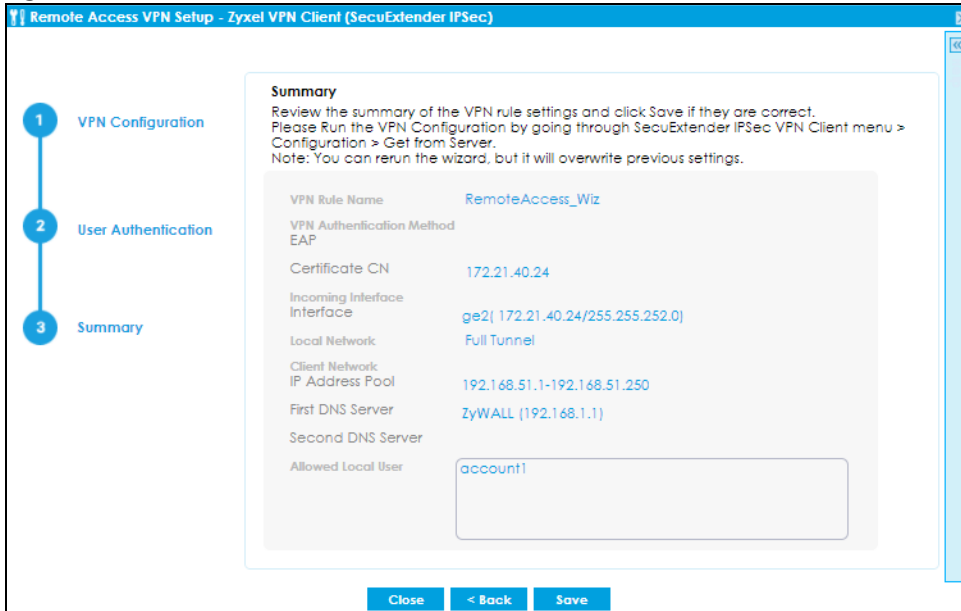 Remote Access VPN Setup - Zyxel VPN Client (SecuExtender IPSec)
1 VPN Configuration
2 User Authentication
3 Summary
Summary
Review the summary of the VPN rule settings and click Save if they are correct.
Please Run the VPN Configuration by going through SecuExtender IPSec VPN Client menu >
Configuration > Get from Server.
Note: You can rerun the wizard, but it will overwrite previous settings.
VPN Rule Name RemoteAccess_Wiz
VPN Authentication Method
EAP
Certificate CN 172.21.40.24
Incoming Interface
Interface ge2( 172.21.40.24/255.255.252.0)
Local Network Full Tunnel
Client Network
IP Address Pool 192.168.51.1-192.168.51.250
First DNS Server ZyWALL (192.168.1.1)
Second DNS Server
Allowed Local User account1
Close < Back Save